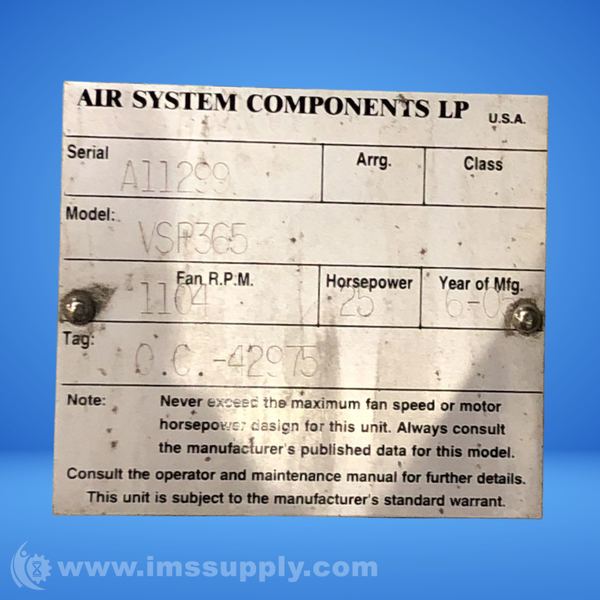 AIR SYSTEM COMPONENTS LP U.S.A.
Serial Arrg. Class
A11299
Model:
VSP365
Fan R.P.M. Horsepower Year of Mfg.
1104 25
Tag:
O.C.-42975
Note: Never exceed the maximum fan speed or motor
horsepower design for this unit. Always consult
the manufacturer's published data for this model.
Consult the operator and maintenance manual for further details.
This unit is subject to the manufacturer's standard warrant.
www.imssupply.com